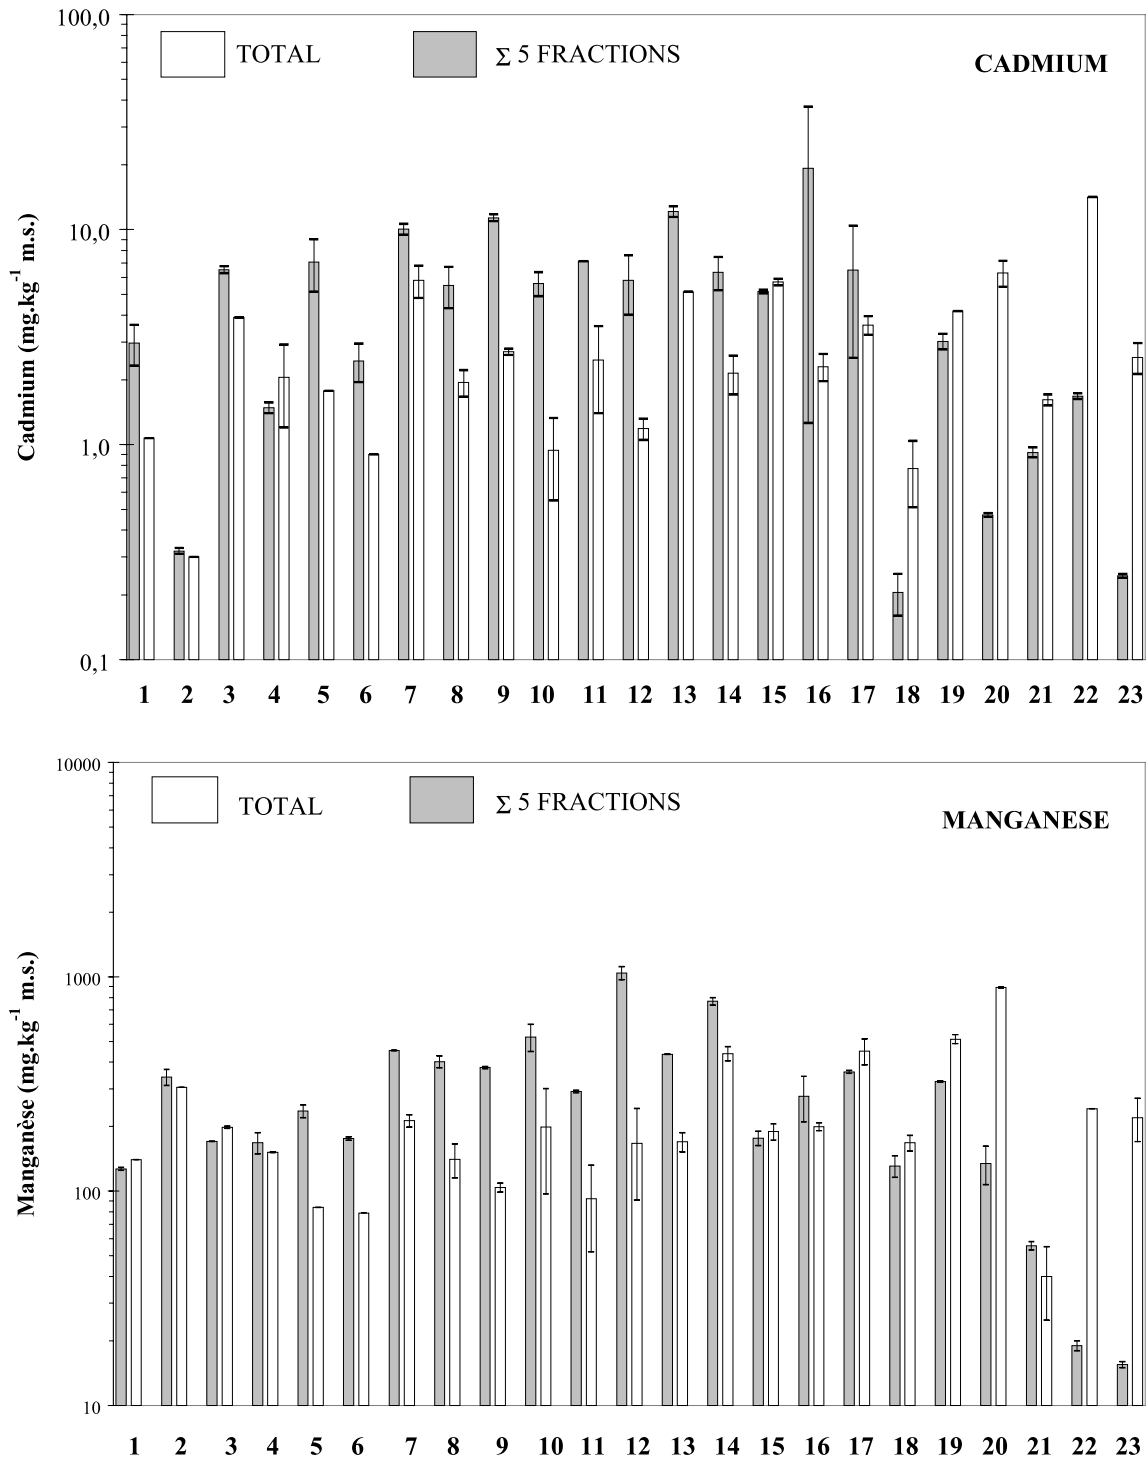 100,0
TOTAL
Σ 5 FRACTIONS
CADMIUM
10,0
1,0
0,1
Cadmium (mg.kg-1 m.s.)
1 2 3 4 5 6 7 8 9 10 11 12 13 14 15 16 17 18 19 20 21 22 23
10000
TOTAL
Σ 5 FRACTIONS
MANGANESE
1000
100
10
Manganèse (mg.kg-1 m.s.)
1 2 3 4 5 6 7 8 9 10 11 12 13 14 15 16 17 18 19 20 21 22 23